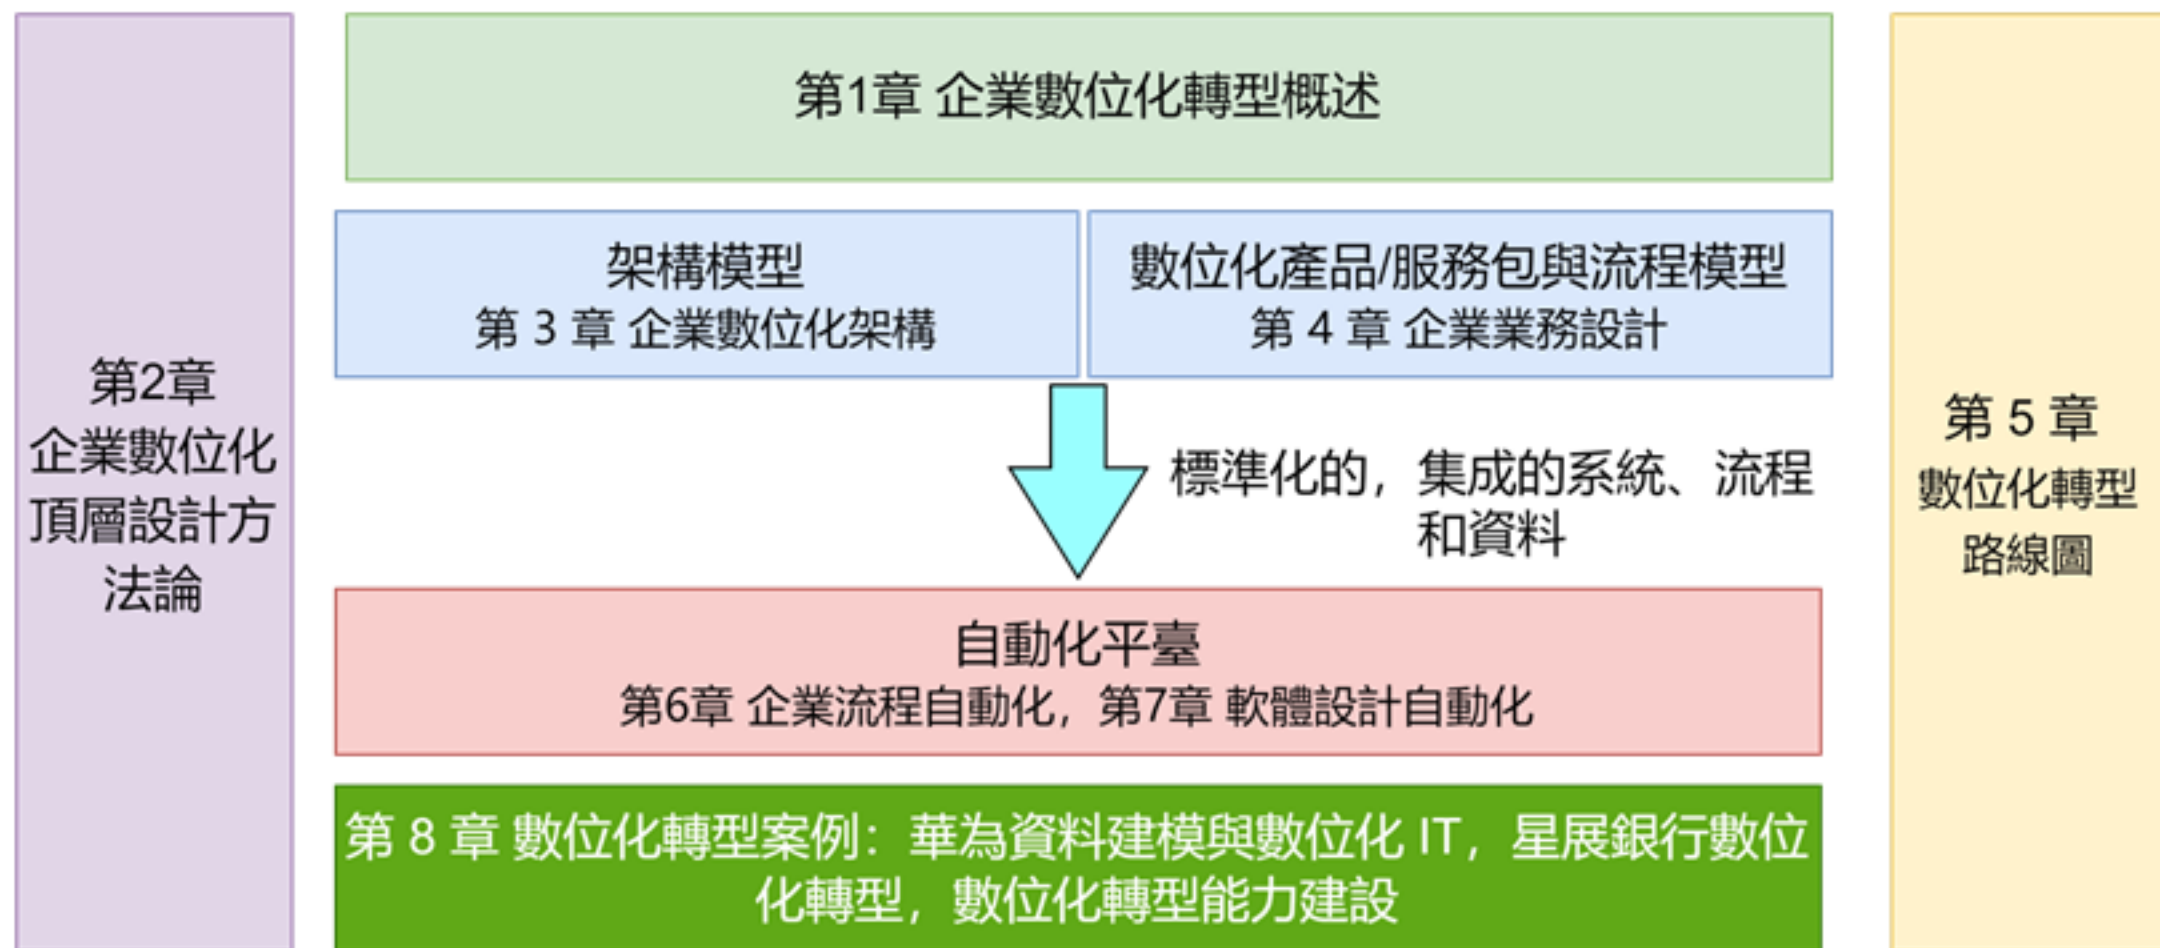 第1章 企業數位化轉型概述
架構模型
第 3 章 企業數位化架構
數位化產品/服務包與流程模型
第 4 章 企業業務設計
第2章
企業數位化
頂層設計方
法論
標準化的，集成的系統、流程
和資料
第 5 章
數位化轉型
路線圖
自動化平臺
第6章 企業流程自動化，第7章 軟體設計自動化
第 8 章 數位化轉型案例：華為資料建模與數位化 IT，星展銀行數位
化轉型，數位化轉型能力建設